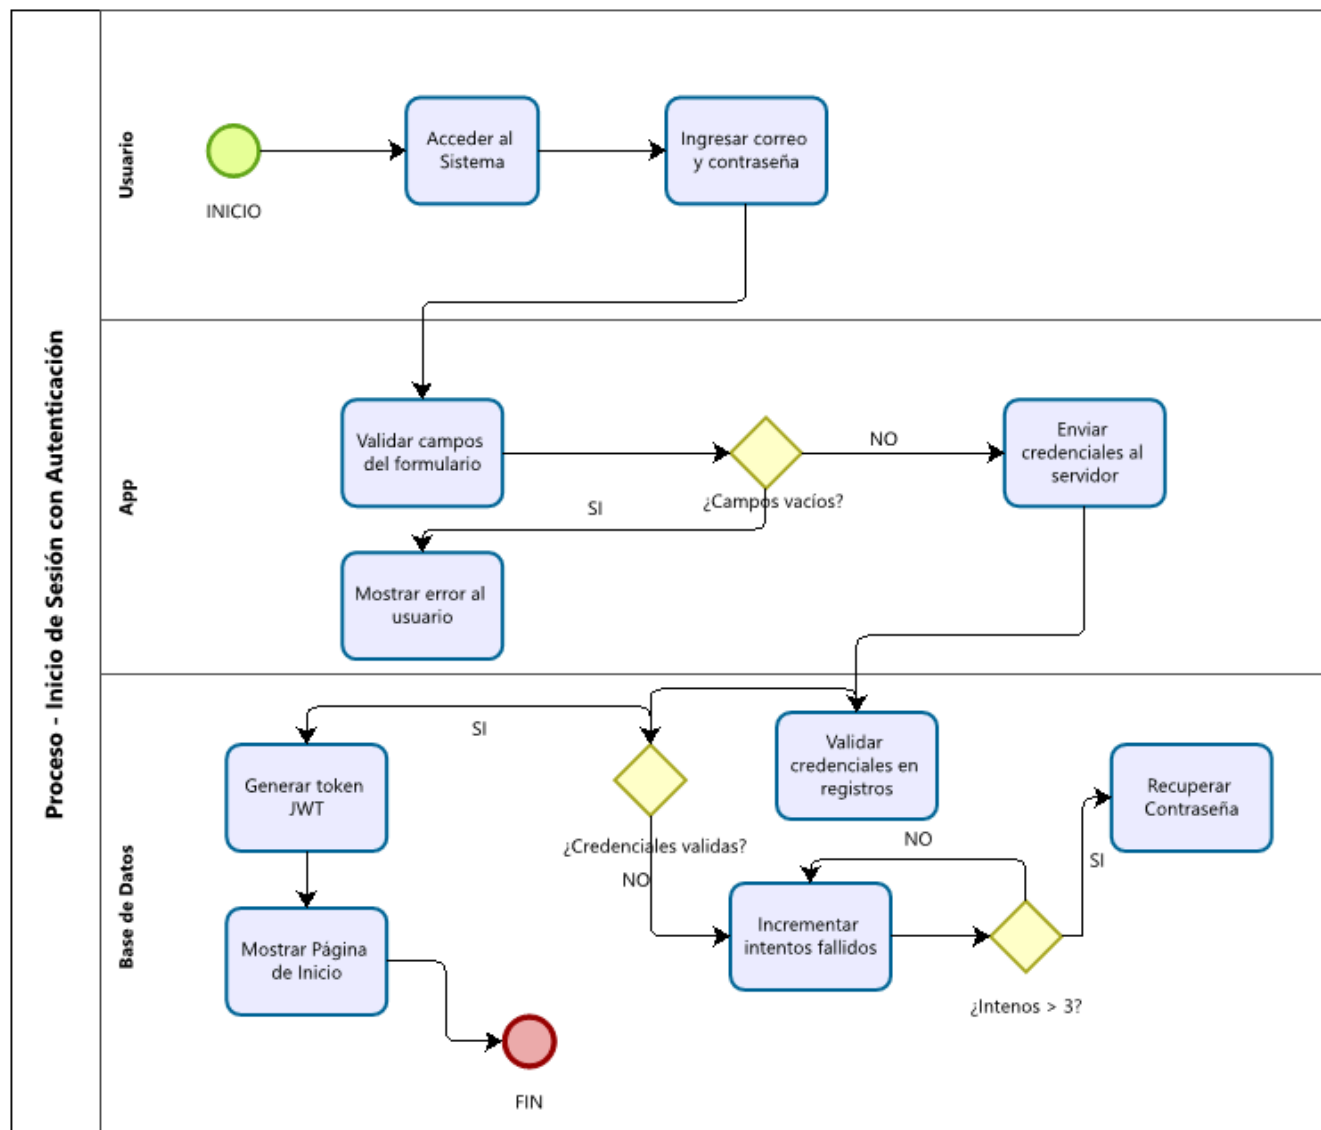 Proceso - Inicio de Sesión con Autenticación
Usuario
INICIO
Acceder al
Sistema
Ingresar correo
y contraseña
App
Validar campos
del formulario
¿Campos vacíos?
NO
SI
Enviar
credenciales al
servidor
Mostrar error al
usuario
Base de Datos
SI
Generar token
JWT
¿Credenciales validas?
NO
Validar
credenciales en
registros
Recuperar
Contraseña
NO
SI
Incrementar
intentos fallidos
¿Intenos > 3?
Mostrar Página
de Inicio
FIN